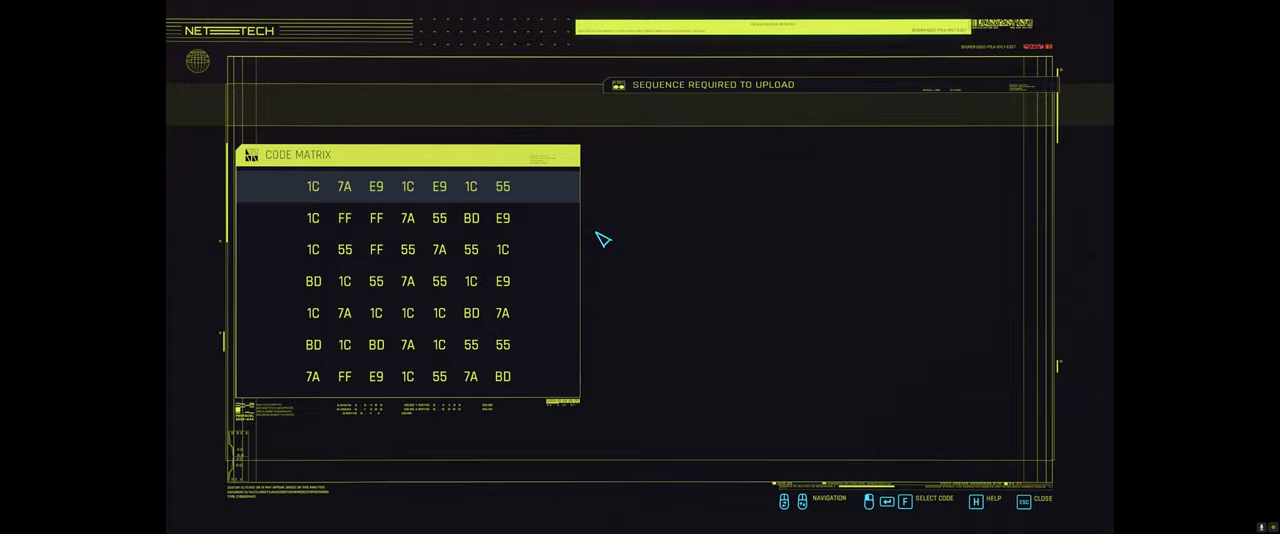 NET TECH
SEQUENCE REQUIRED TO UPLOAD
CODE MATRIX
1C 7A E9 1C E9 1C 55
1C FF FF 7A 55 BD E9
1C 55 FF 55 7A 55 1C
BD 1C 55 7A 55 1C E9
1C 7A 1C 1C 1C BD 7A
BD 1C BD 7A 1C 55 55
7A FF E9 1C 55 7A BD
NAVIGATION F SELECT CODE H HELP ESC CLOSE